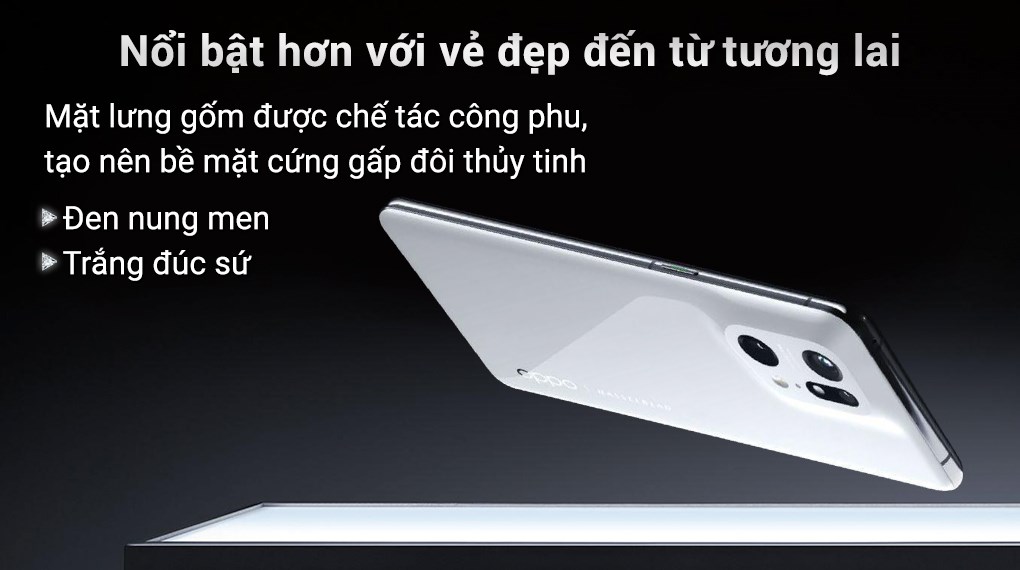 Nổi bật hơn với vẻ đẹp đến từ tương lai
Mặt lưng gốm được chế tác công phu,
tạo nên bề mặt cứng gấp đôi thủy tinh
Đen nung men
Trắng đúc sứ
oppo | HASSELBLAD